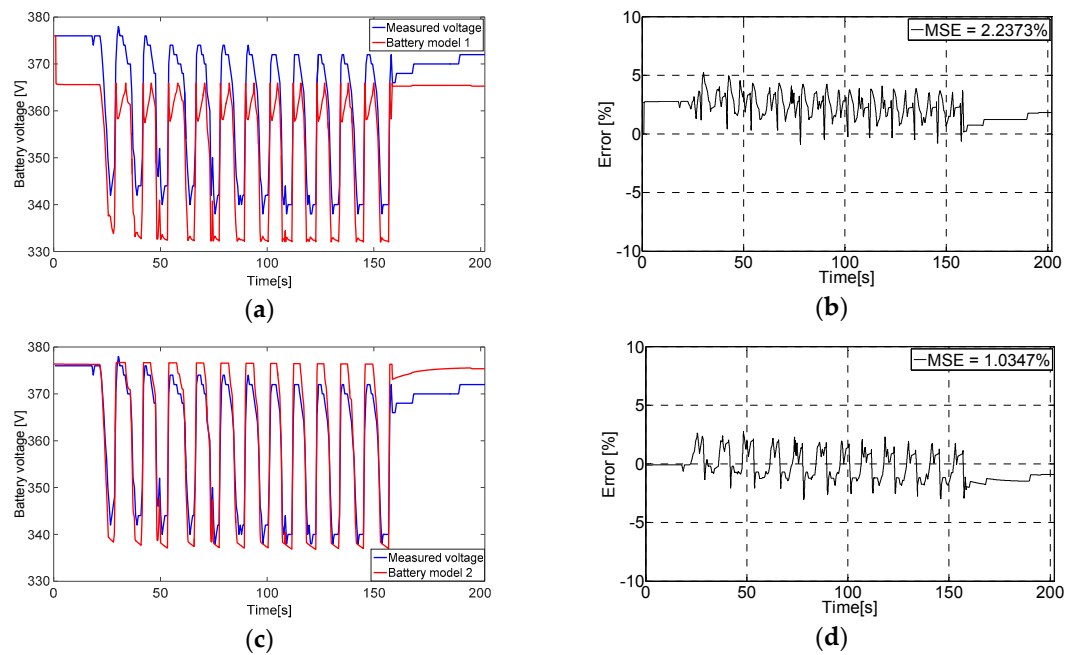 380
370
360
350
340
330
Battery voltage [V]
0
50
100
150
200
Time[s]
Measured voltage
Battery model 1
(a)
10
5
0
-5
-10
Error [%]
0
50
100
150
200
Time[s]
MSE = 2.2373%
(b)
380
370
360
350
340
330
Battery voltage [V]
0
50
100
150
200
Time[s]
Measured voltage
Battery model 2
(c)
10
5
0
-5
-10
Error [%]
0
50
100
150
200
Time[s]
MSE = 1.0347%
(d)